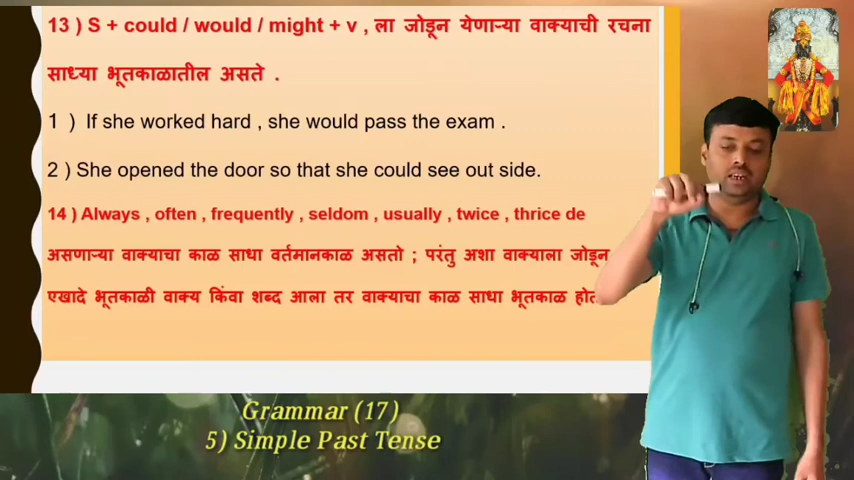 13 ) S + could / would / might + v , ला जोडून येणाऱ्या वाक्याची रचना
साध्या भूतकाळातील असते .
1 ) If she worked hard , she would pass the exam .
2 ) She opened the door so that she could see out side.
14 ) Always , often , frequently , seldom , usually , twice , thrice de
असणाऱ्या वाक्याचा काळ साधा वर्तमानकाळ असतो ; परंतु अशा वाक्याला जोडून
एखादे भूतकाळी वाक्य किंवा शब्द आला तर वाक्याचा काळ साधा भूतकाळ
Grammar (17)
5) Simple Past Tense